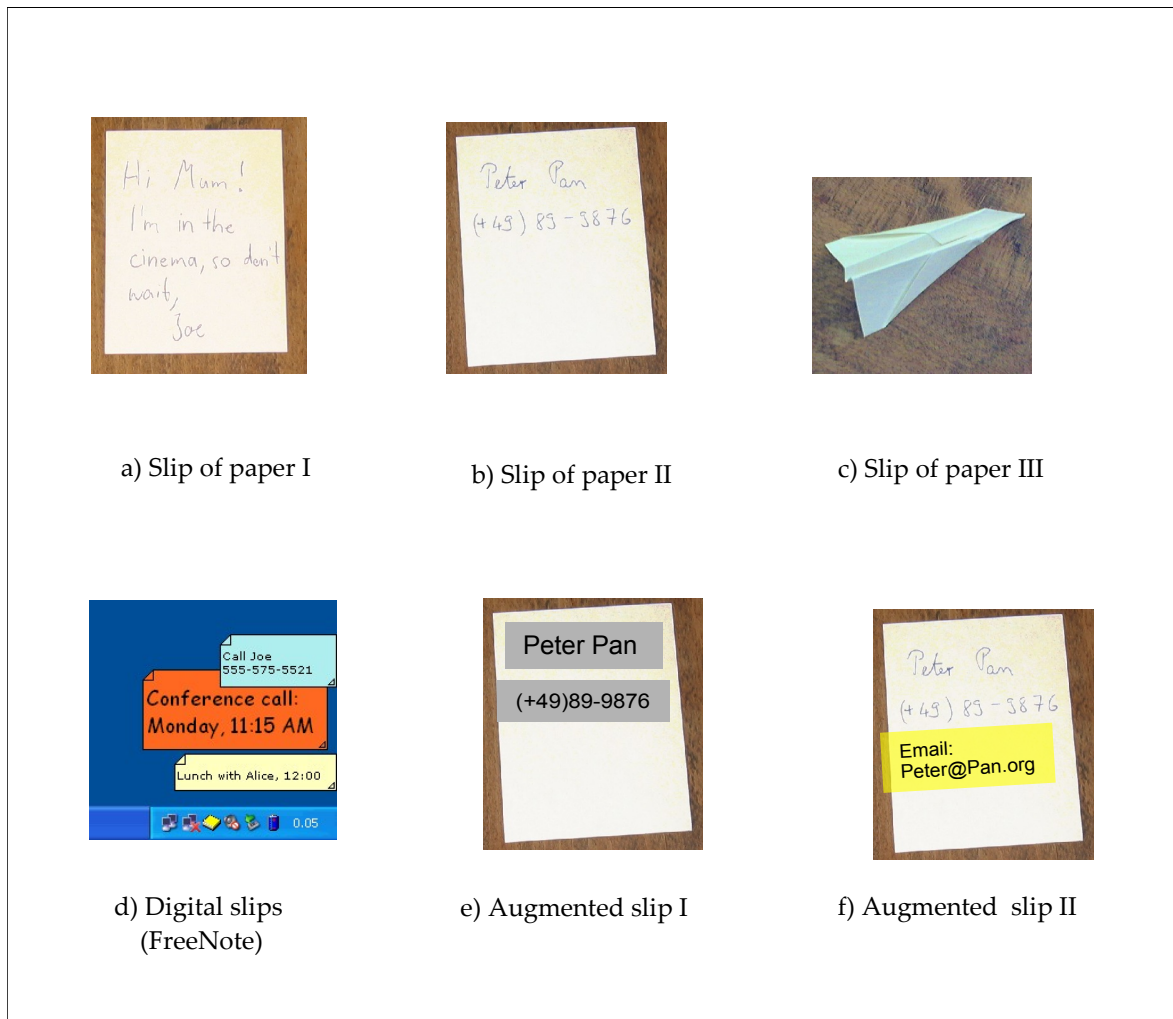 Hi Mum!
I'm in the
cinema, so don't
wait,
Joe
Peter Pan
(+49) 89-9876
a) Slip of paper I
b) Slip of paper II
c) Slip of paper III
Call Joe
555-575-5521
Conference call:
Monday, 11:15 AM
Lunch with Alice, 12:00
0.05
Peter Pan
(+49)89-9876
Peter Pan
(+49) 89-9876
Email:
Peter@Pan.org
d) Digital slips
(FreeNote)
e) Augmented slip I
f) Augmented slip II